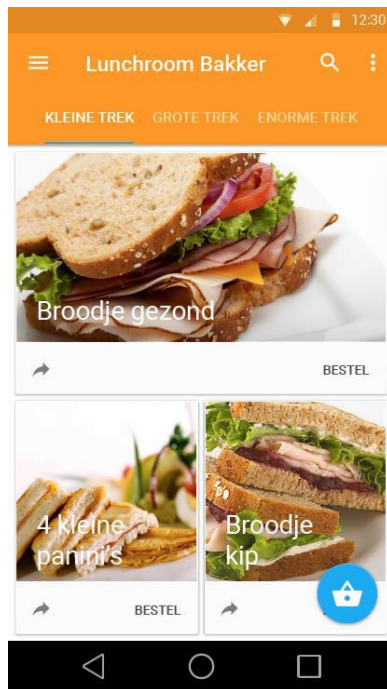 12:30
Lunchroom Bakker
KLEINE TREK GROTE TREK ENORME TREK
Broodje gezond
BESTEL
4 kleine
panini's
Broodje
kip
BESTEL